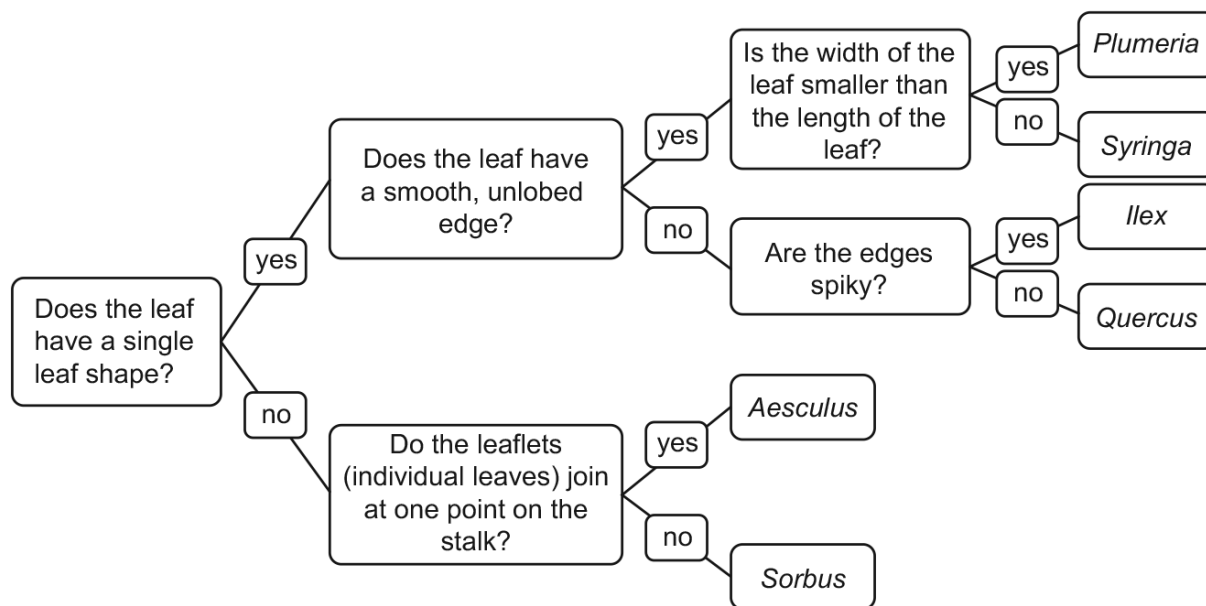 Does the leaf
have a single
leaf shape?
yes
no
Does the leaf have
a smooth, unlobed
edge?
yes
no
Is the width of the
leaf smaller than
the length of the
leaf?
yes
no
Plumeria
Syringa
Are the edges
spiky?
yes
no
Ilex
Quercus
Do the leaflets
(individual leaves) join
at one point on the
stalk?
yes
no
Aesculus
Sorbus